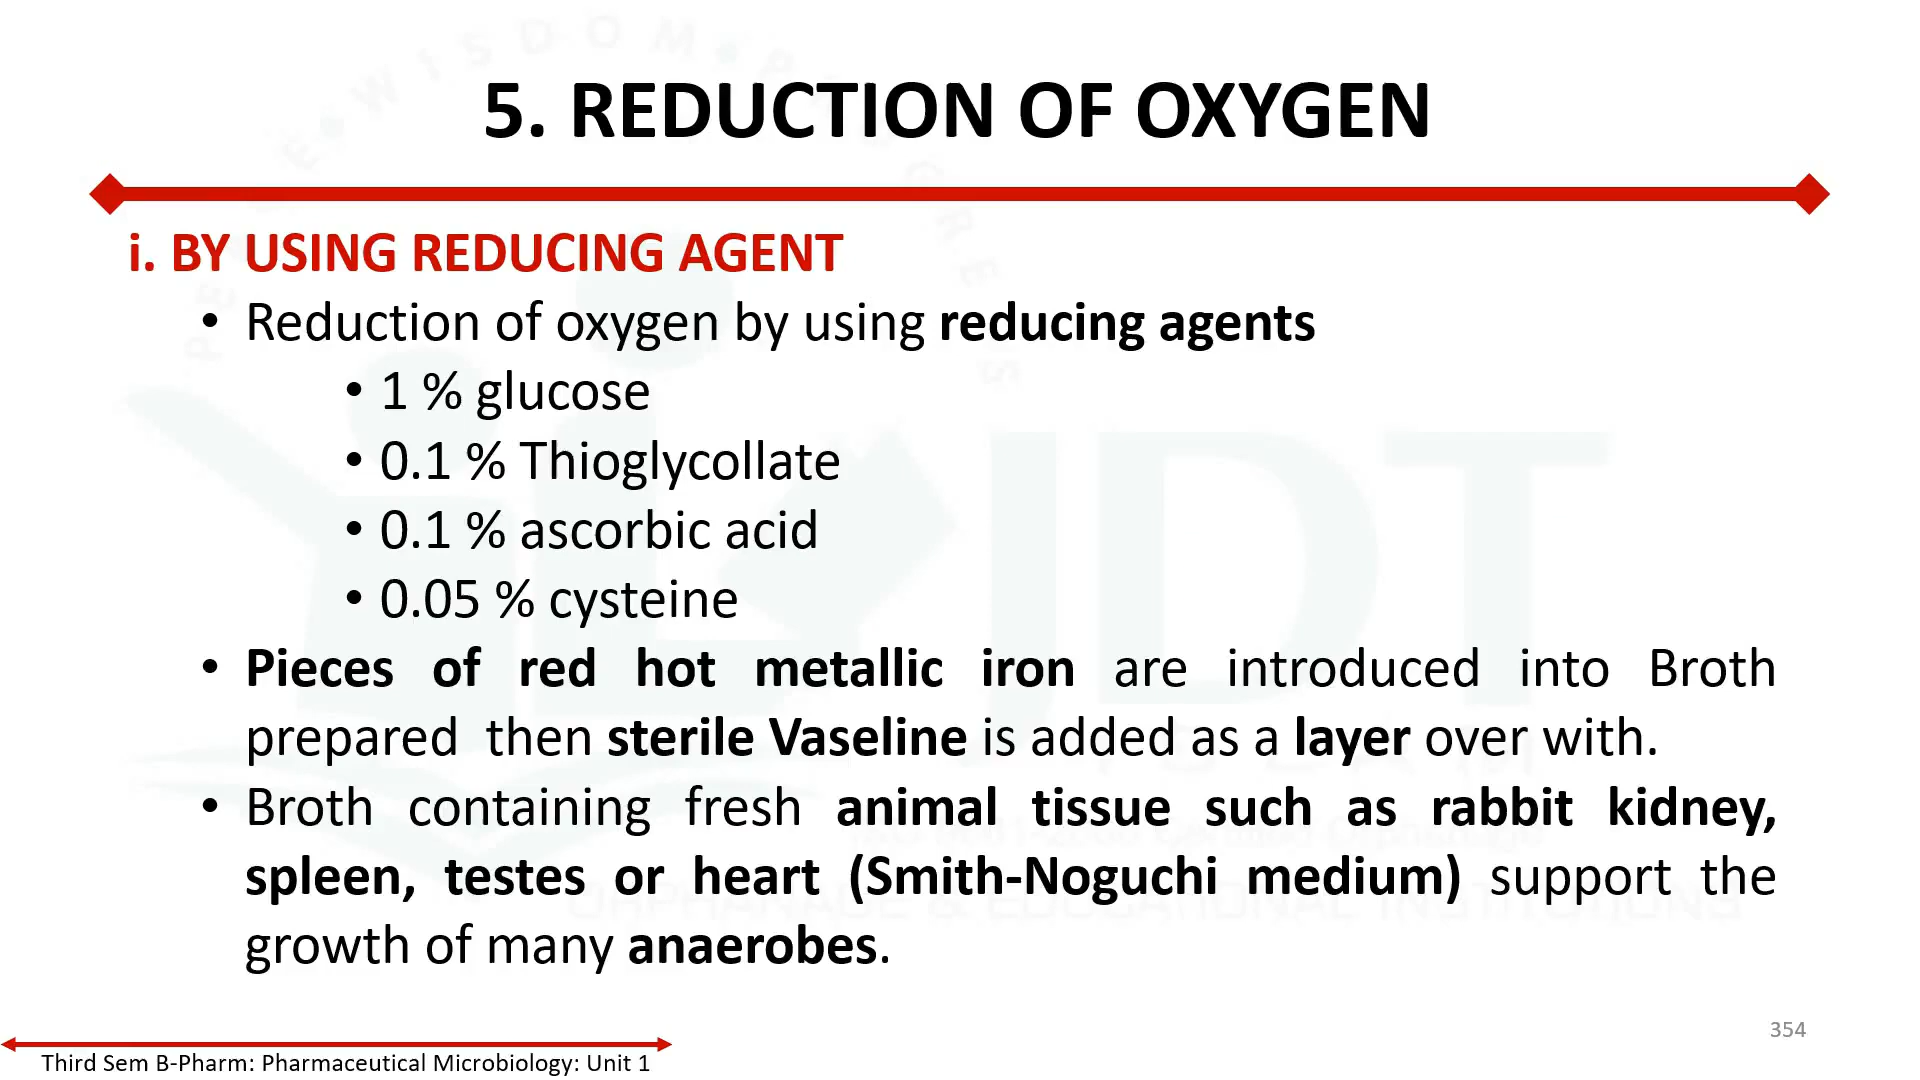 5. REDUCTION OF OXYGEN
i. BY USING REDUCING AGENT
• Reduction of oxygen by using reducing agents
• 1 % glucose
• 0.1 % Thioglycollate
• 0.1 % ascorbic acid
• 0.05 % cysteine
• Pieces of red hot metallic iron are introduced into Broth
prepared then sterile Vaseline is added as a layer over with.
• Broth containing fresh animal tissue such as rabbit kidney,
spleen, testes or heart (Smith-Noguchi medium) support the
growth of many anaerobes.
JDT
ORPHANAGE & EDUCATIONAL INSTITUTIONS
354
Third Sem B-Pharm: Pharmaceutical Microbiology: Unit 1